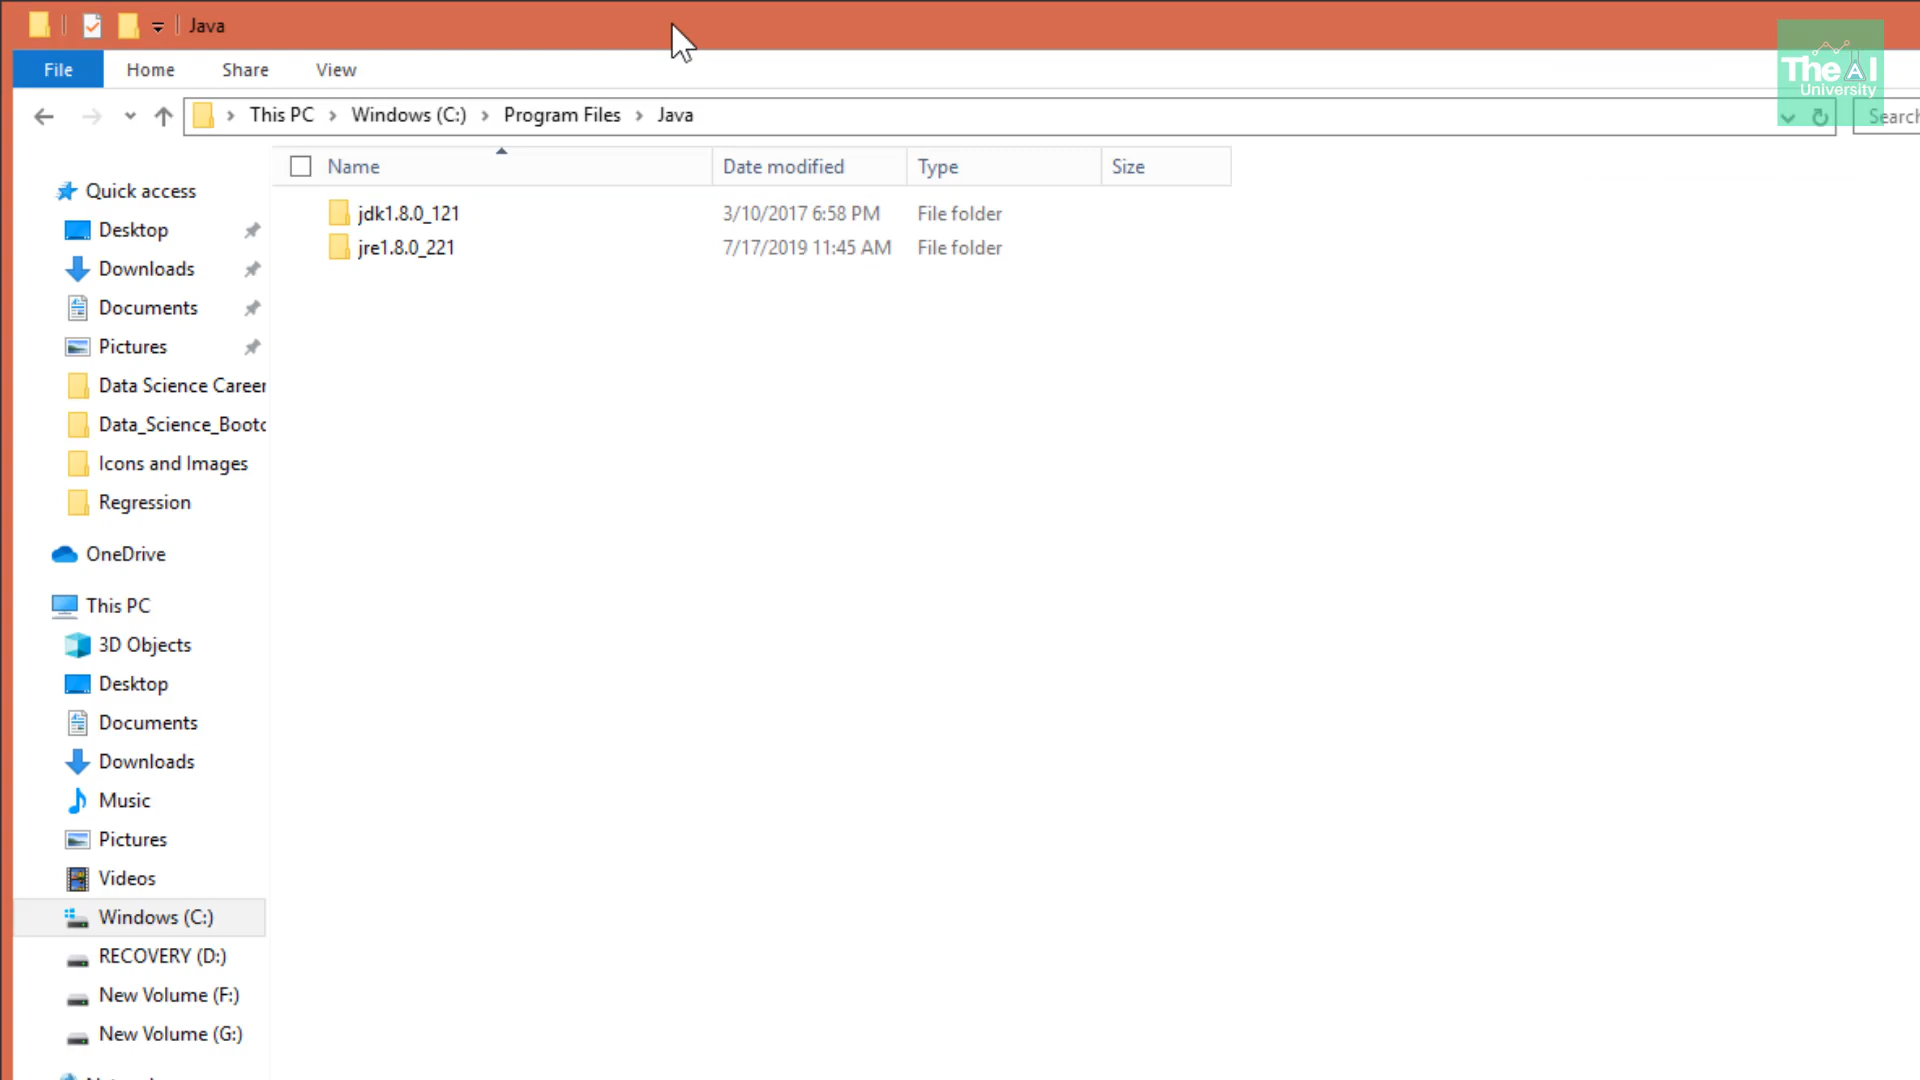 Java
File Home Share View
The AI University
This PC > Windows (C:) > Program Files > Java
Search
Name Date modified Type Size
jdk1.8.0_121 3/10/2017 6:58 PM File folder
jre1.8.0_221 7/17/2019 11:45 AM File folder
Quick access
Desktop
Downloads
Documents
Pictures
Data Science Career
Data_Science_Bootc
Icons and Images
Regression
OneDrive
This PC
3D Objects
Desktop
Documents
Downloads
Music
Pictures
Videos
Windows (C:)
RECOVERY (D:)
New Volume (F:)
New Volume (G:)